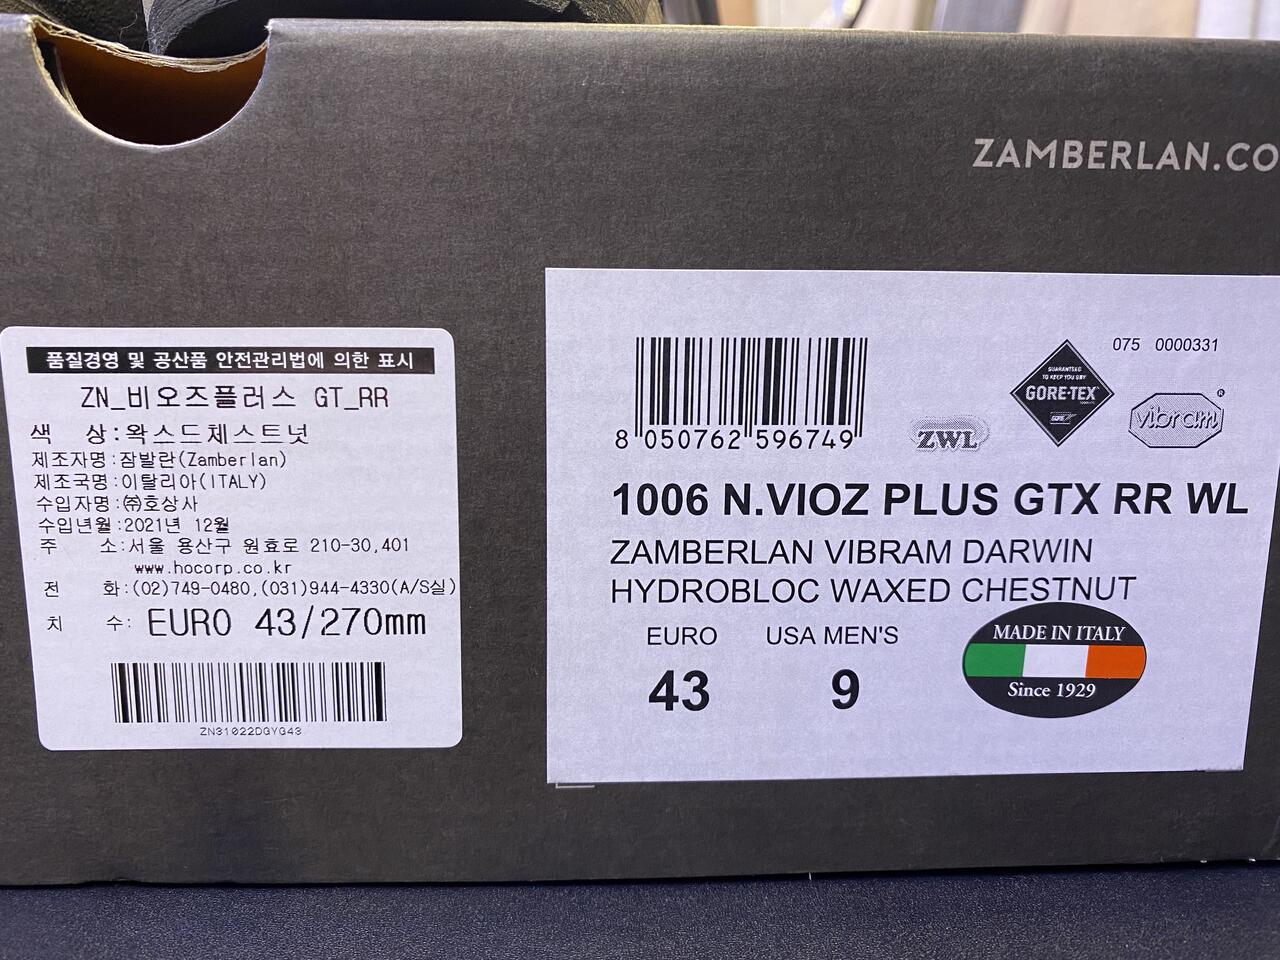 ZAMBERLAN.CO
품질경영 및 공산품 안전관리법에 의한 표시
ZN_비오즈플러스 GT_RR
색 상:왁스드체스트넛
제조자명:잠발란(Zamberlan)
제조국명:이탈리아(ITALY)
수입자명:㈜호상사
수입년월:2021년 12월
주 소:서울 용산구 원효로 210-30,401
www.hocorp.co.kr
전 화:(02)749-0480,(031)944-4330(A/S실)
치 수: EURO 43/270mm
ZN31022DGYG43
075 0000331
8 050762 596749
ZWL
GUARANTEED
TO KEEP YOU DRY
GORE-TEX
GORE
vibram®
1006 N.VIOZ PLUS GTX RR WL
ZAMBERLAN VIBRAM DARWIN
HYDROBLOC WAXED CHESTNUT
EURO USA MEN'S
43 9
MADE IN ITALY
Since 1929